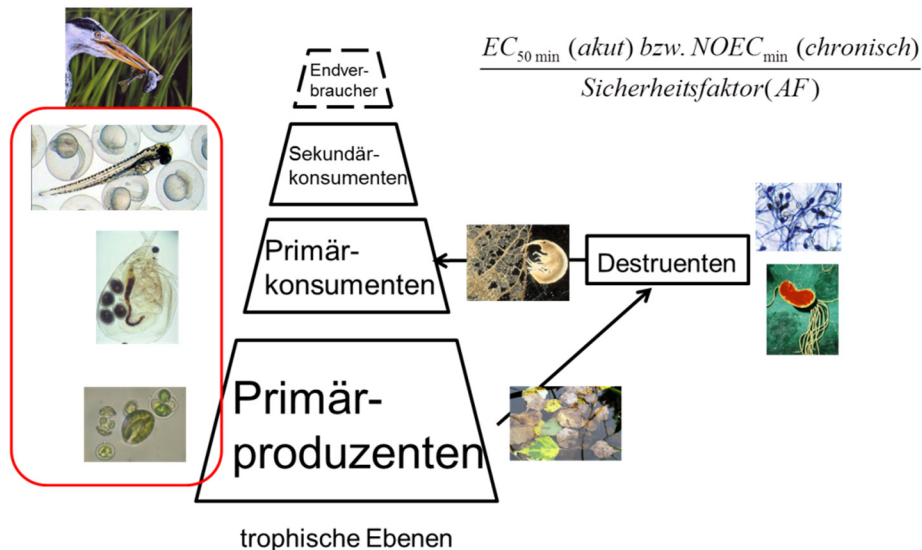 EC50 min (akut) bzw. NOECmin (chronisch)
Sicherheitsfaktor(AF)
Endver-
braucher
Sekundär-
konsumenten
Primär-
konsumenten
Destruenten
Primär-
produzenten
trophische Ebenen